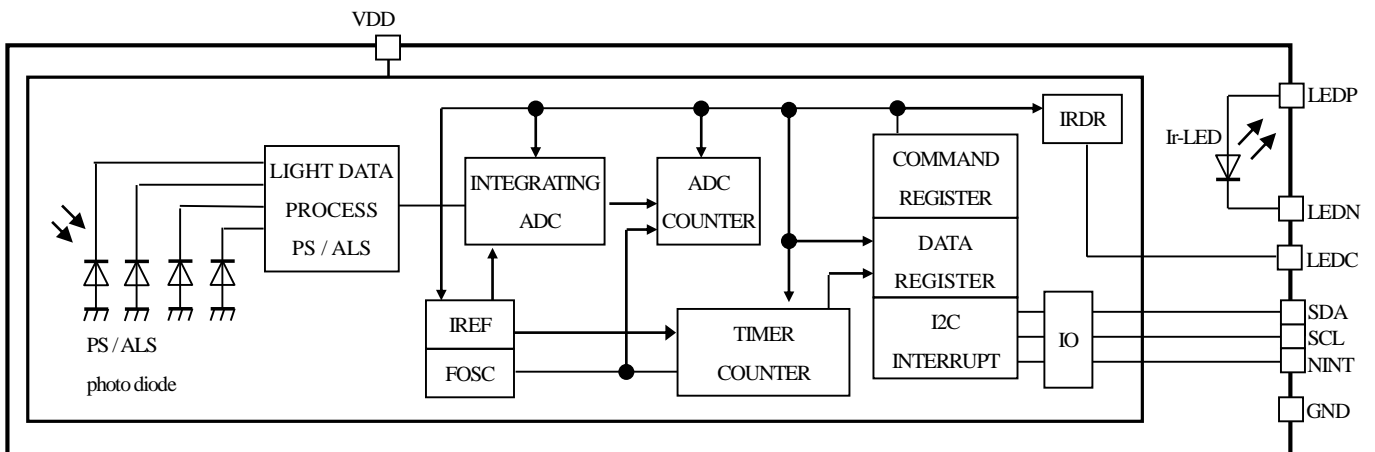 VDD
LEDP
IRDR
Ir-LED
LIGHT DATA
PROCESS
PS / ALS
INTEGRATING
ADC
ADC
COUNTER
COMMAND
REGISTER
DATA
REGISTER
I2C
INTERRUPT
LEDN
LEDC
IREF
FOSC
TIMER
COUNTER
IO
SDA
SCL
NINT
GND
PS / ALS
photo diode